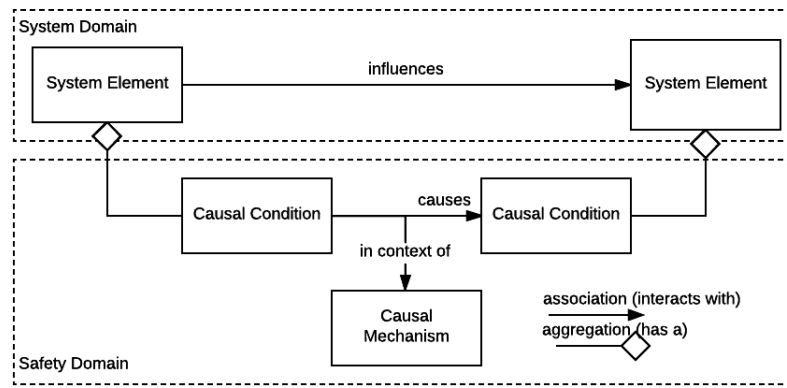 System Domain
System Element
influences
System Element
causes
Causal Condition
Causal Condition
in context of
association (interacts with)
Causal
Mechanism
aggregation (has a)
Safety Domain